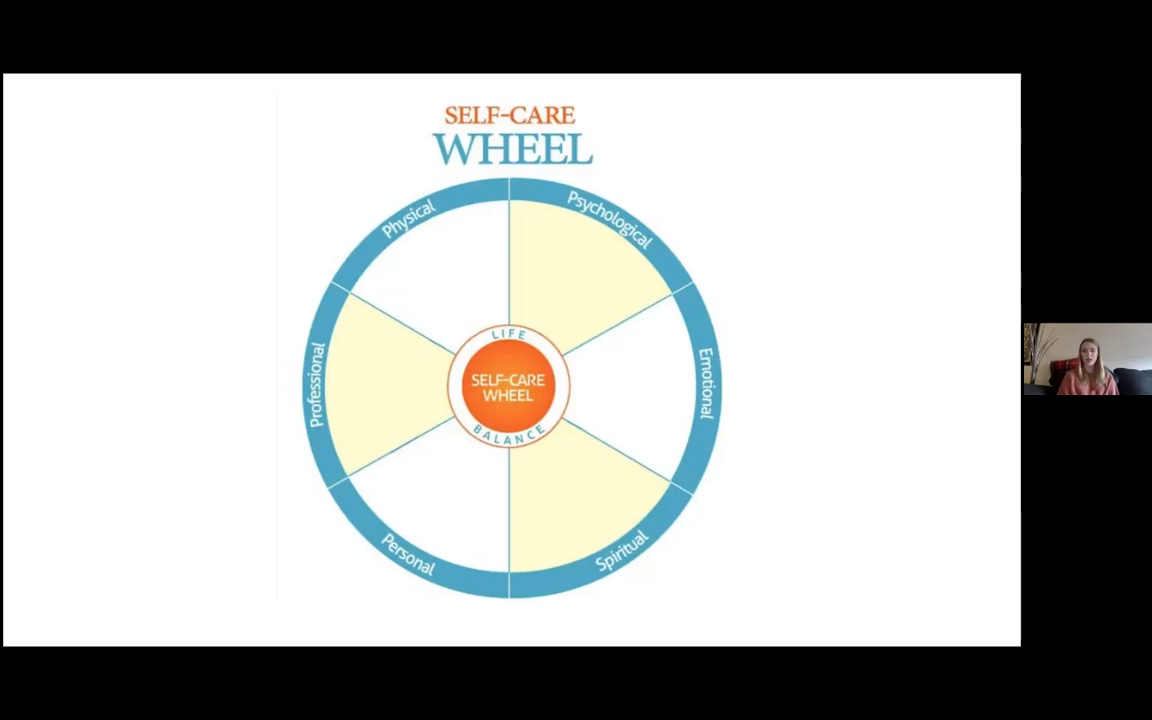 SELF-CARE
WHEEL
Physical
Psychological
Professional
LIFE
SELF-CARE
WHEEL
BALANCE
Emotional
Personal
Spiritual